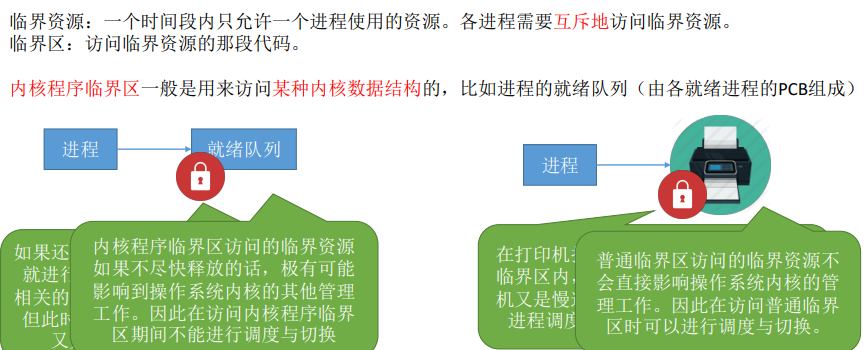 临界资源：一个时间段内只允许一个进程使用的资源。各进程需要互斥地访问临界资源。
临界区：访问临界资源的那段代码。
内核程序临界区一般是用来访问某种内核数据结构的，比如进程的就绪队列（由各就绪进程的PCB组成）
进程
就绪队列
进程
如果还
就进行
相关的
但此时
又
内核程序临界区访问的临界资源
如果不尽快释放的话，极有可能
影响到操作系统内核的其他管理
工作。因此在访问内核程序临界
区期间不能进行调度与切换
在打印机
临界区内，
机又是慢
进程调度
普通临界区访问的临界资源不
会直接影响操作系统内核的管
理工作。因此在访问普通临界
区时可以进行调度与切换。